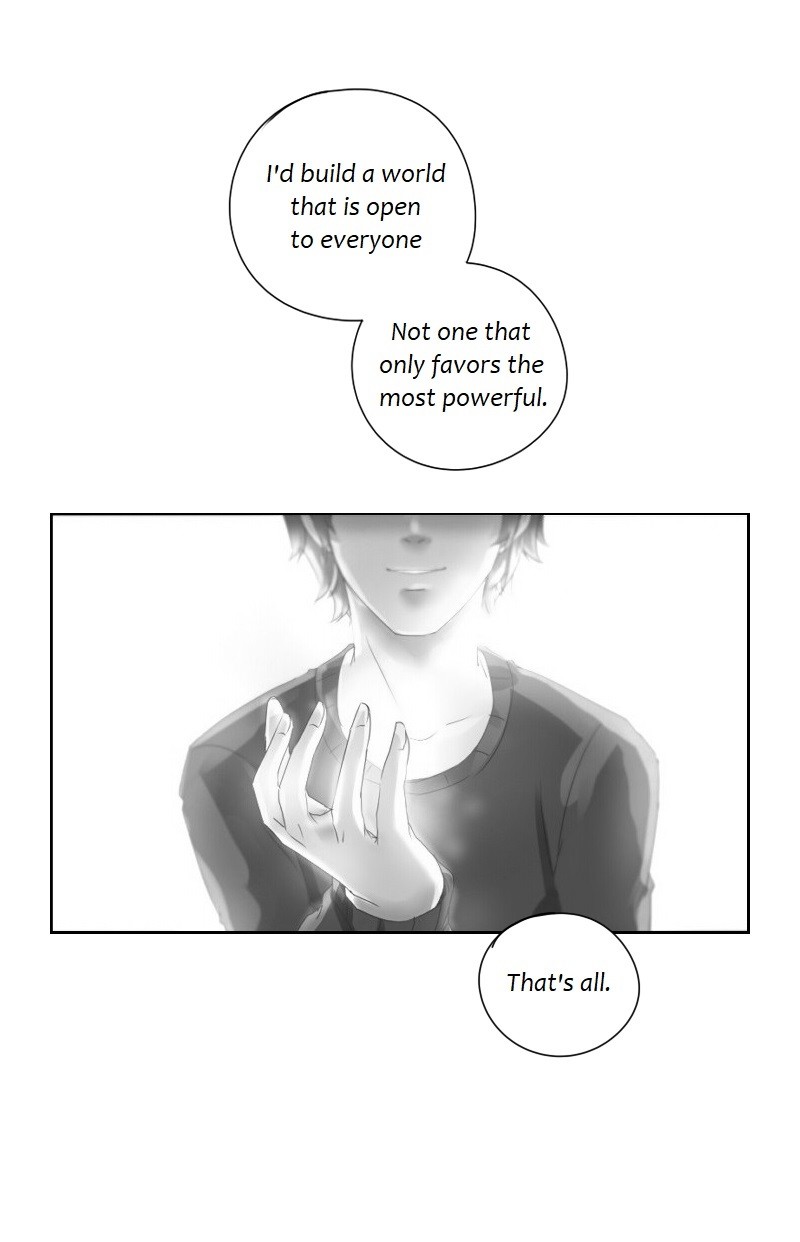 I'd build a world
that is open
to everyone
Not one that
only favors the
most powerful.
That's all.